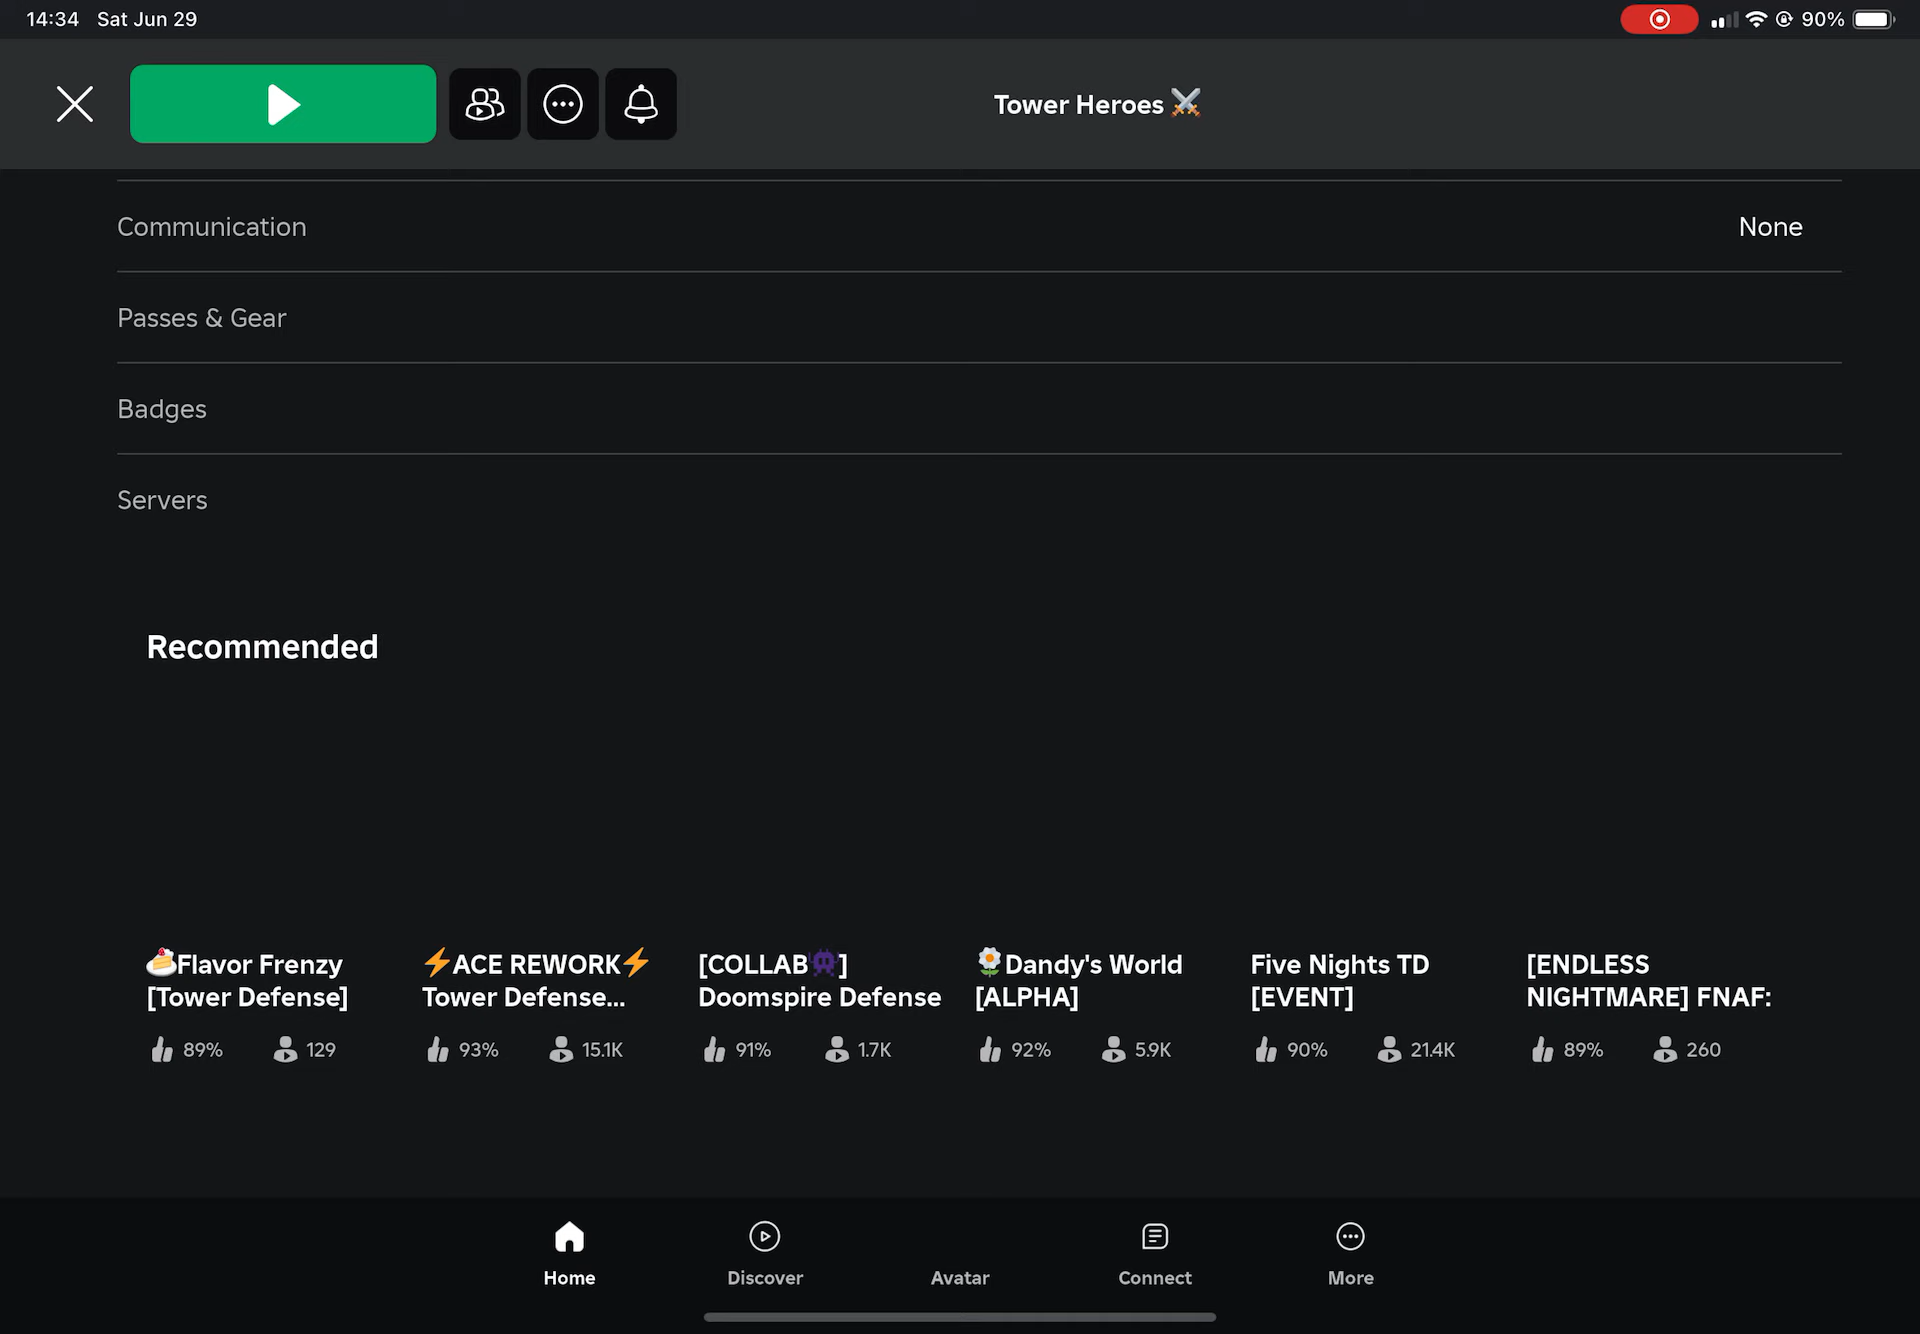 14:34 Sat Jun 29
90%
Tower Heroes ⚔️
Communication
None
Passes & Gear
Badges
Servers
Recommended
🍰Flavor Frenzy
[Tower Defense]
89% 129
⚡ACE REWORK⚡
Tower Defense...
93% 15.1K
[COLLAB👾]
Doomspire Defense
91% 1.7K
🌼Dandy's World
[ALPHA]
92% 5.9K
Five Nights TD
[EVENT]
90% 21.4K
[ENDLESS
NIGHTMARE] FNAF:
89% 260
Home
Discover
Avatar
Connect
More